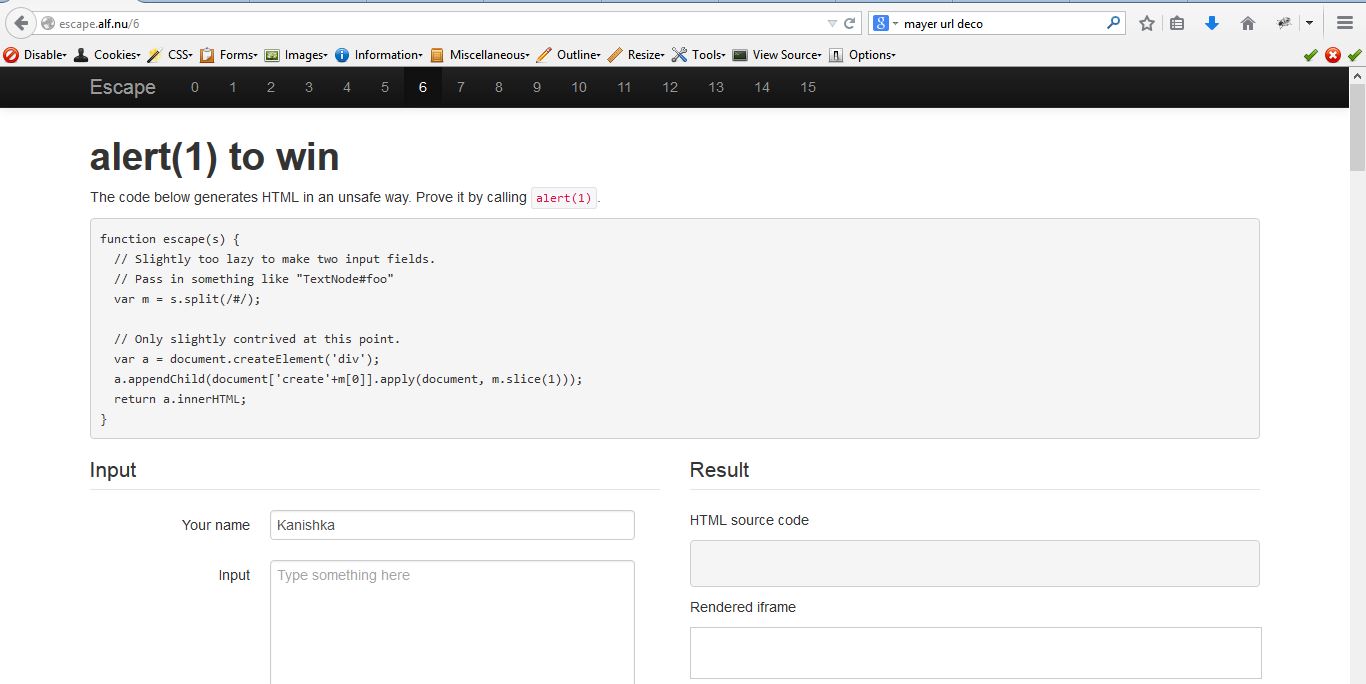 escape.alf.nu/6
8 mayer url deco
Disable Cookies CSS Forms Images Information Miscellaneous Outline Resize Tools View Source Options
Escape 0 1 2 3 4 5 6 7 8 9 10 11 12 13 14 15
alert(1) to win
The code below generates HTML in an unsafe way. Prove it by calling alert(1).
function escape(s) {
// Slightly too lazy to make two input fields.
// Pass in something like "TextNode#foo"
var m = s.split(/#/);
// Only slightly contrived at this point.
var a = document.createElement('div');
a.appendChild(document['create'+m[0]].apply(document, m.slice(1)));
return a.innerHTML;
}
Input
Result
Your name Kanishka
HTML source code
Input Type something here
Rendered iframe